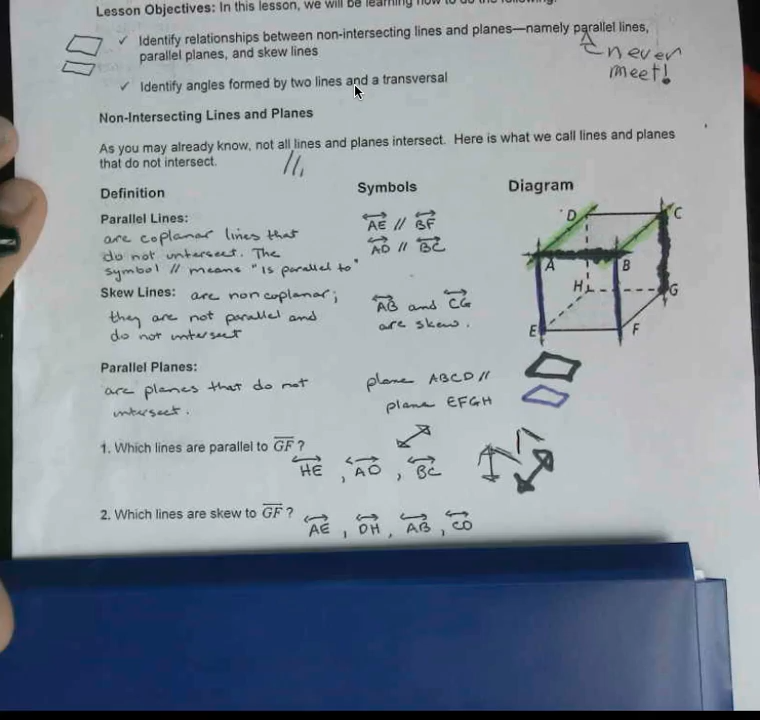 Lesson Objectives: In this lesson, we will be learning how to do the following:
✓ Identify relationships between non-intersecting lines and planes—namely parallel lines,
parallel planes, and skew lines
never
meet!
✓ Identify angles formed by two lines and a transversal
Non-Intersecting Lines and Planes
As you may already know, not all lines and planes intersect. Here is what we call lines and planes
that do not intersect.
//
Definition Symbols Diagram
Parallel Lines:
are coplanar lines that
do not intersect. The
symbol // means "is parallel to"
AE // BF
AD // BC
Skew Lines: are noncoplanar;
they are not parallel and
do not intersect
AB and CG
are skew.
Parallel Planes:
are planes that do not
intersect.
plane ABCD //
plane EFGH
D C
A B
H G
E F
1. Which lines are parallel to GF?
HE, AD, BC
2. Which lines are skew to GF?
AE, DH, AB, CD